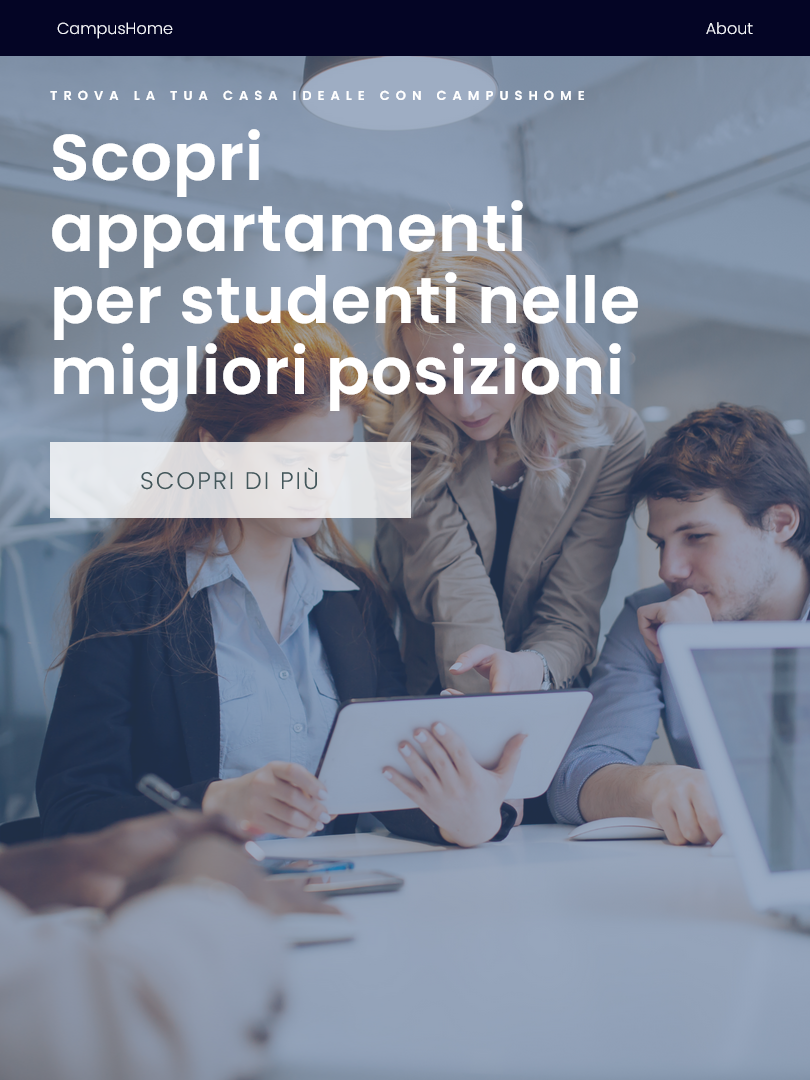 CampusHome About
TROVA LA TUA CASA IDEALE CON CAMPUSHOME
Scopri
appartamenti
per studenti nelle
migliori posizioni
SCOPRI DI PIÙ